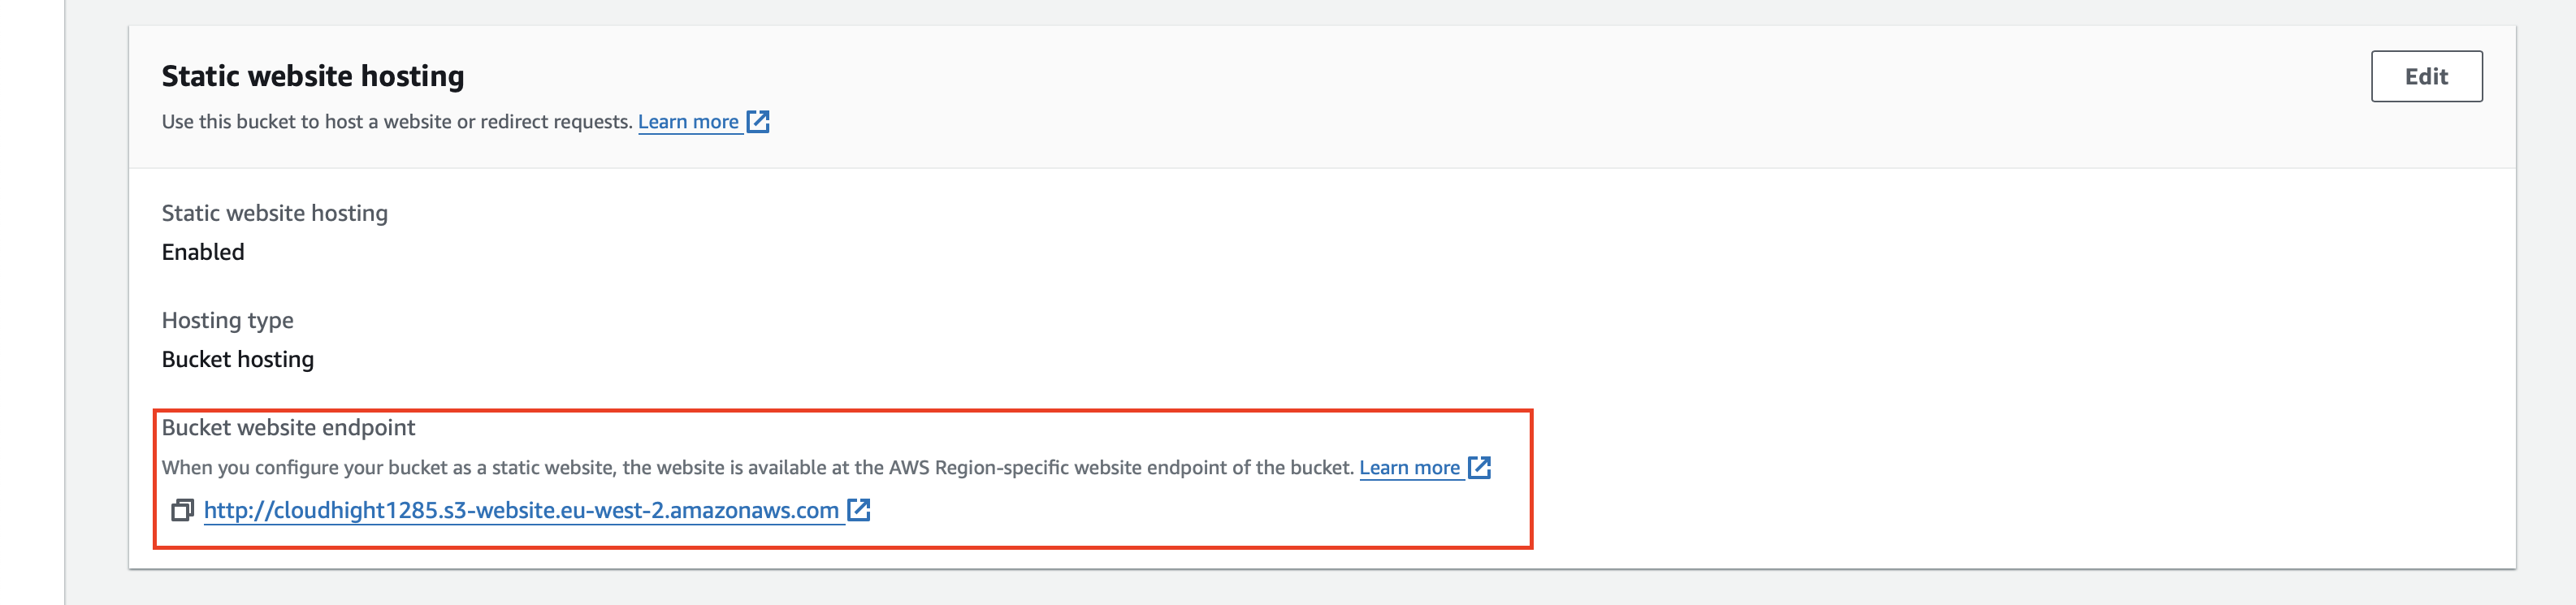 Static website hosting
Edit
Use this bucket to host a website or redirect requests. Learn more
Static website hosting
Enabled
Hosting type
Bucket hosting
Bucket website endpoint
When you configure your bucket as a static website, the website is available at the AWS Region-specific website endpoint of the bucket. Learn more
http://cloudhight1285.s3-website.eu-west-2.amazonaws.com